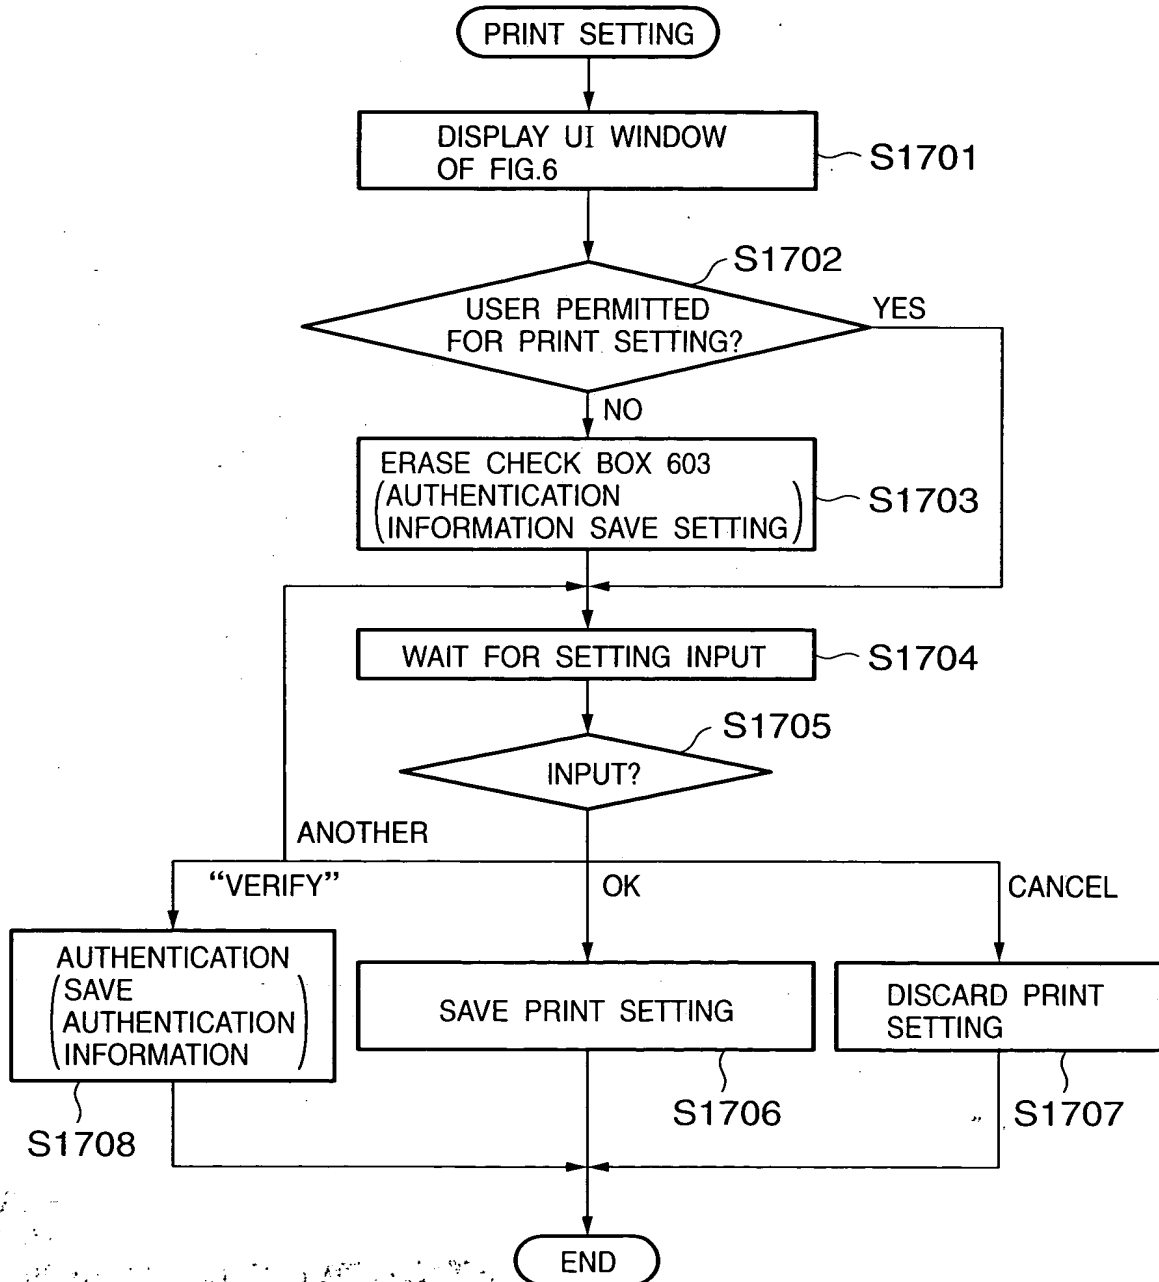 PRINT SETTING
DISPLAY UI WINDOW
OF FIG.6
S1701
S1702
USER PERMITTED
FOR PRINT SETTING?
YES
NO
ERASE CHECK BOX 603
(AUTHENTICATION
INFORMATION SAVE SETTING)
S1703
WAIT FOR SETTING INPUT
S1704
S1705
INPUT?
ANOTHER
"VERIFY"
OK
CANCEL
AUTHENTICATION
(SAVE
AUTHENTICATION
INFORMATION)
S1708
SAVE PRINT SETTING
S1706
DISCARD PRINT
SETTING
S1707
END